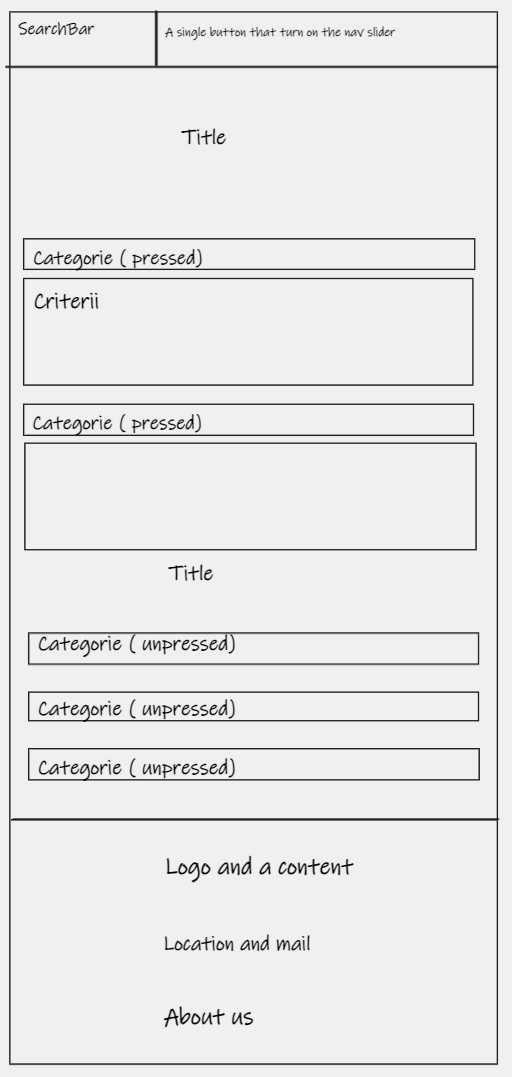 SearchBar
A single button that turn on the nav slider
Title
Categorie ( pressed)
Criterii
Categorie ( pressed)
Title
Categorie ( unpressed)
Categorie ( unpressed)
Categorie ( unpressed)
Logo and a content
Location and mail
About us